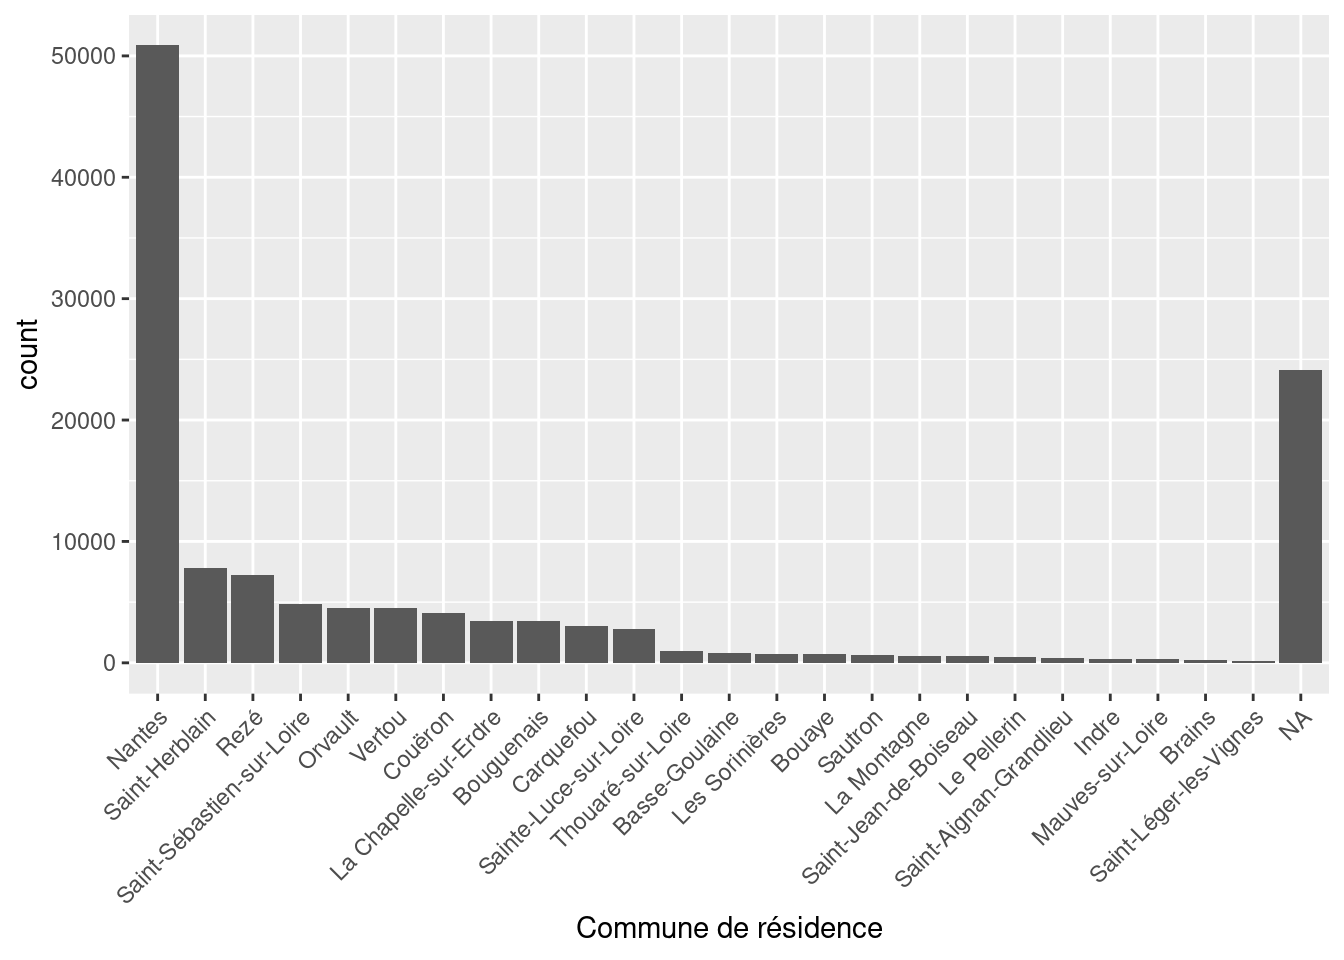 50000
40000
30000
20000
10000
0
count
Nantes
Saint-Herblain
Rezé
Saint-Sébastien-sur-Loire
Orvault
Vertou
Couëron
La Chapelle-sur-Erdre
Bouguenais
Carquefou
Sainte-Luce-sur-Loire
Thouaré-sur-Loire
Basse-Goulaine
Les Sorinières
Bouaye
Sautron
La Montagne
Saint-Jean-de-Boiseau
Le Pellerin
Saint-Aignan-Grandlieu
Indre
Mauves-sur-Loire
Brains
Saint-Léger-les-Vignes
NA
Commune de résidence